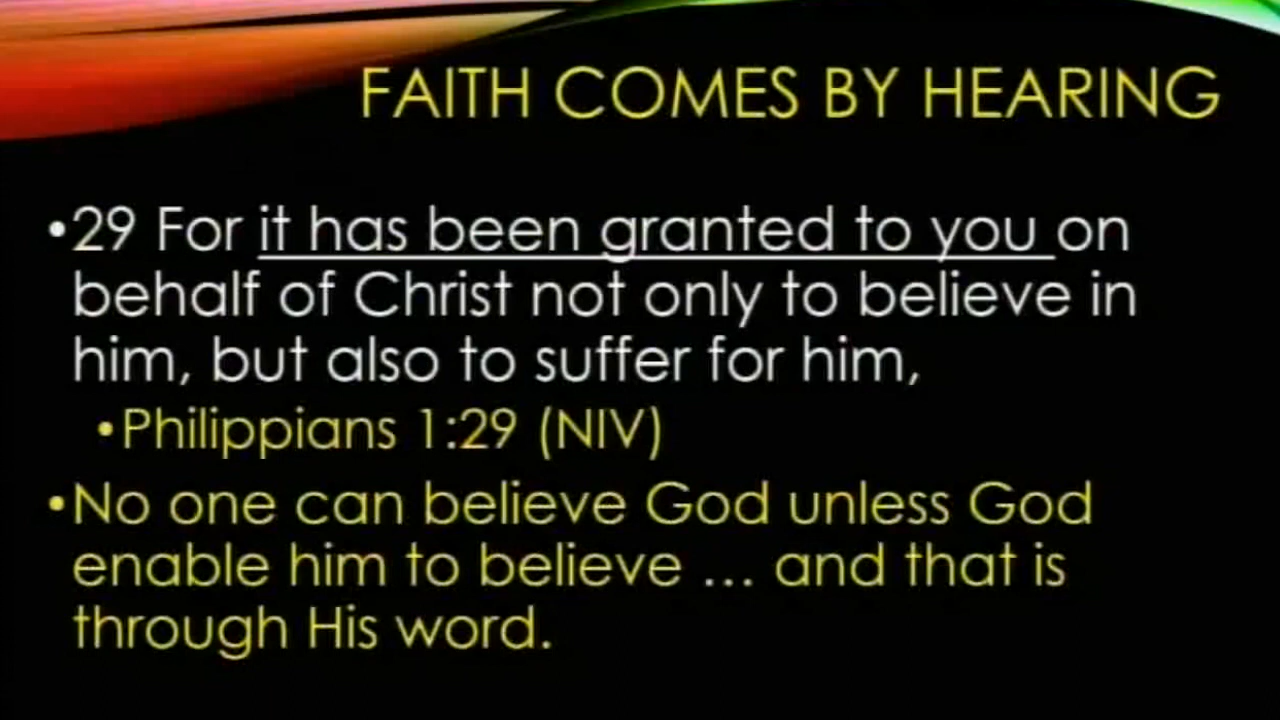 FAITH COMES BY HEARING
•29 For it has been granted to you on
behalf of Christ not only to believe in
him, but also to suffer for him,
•Philippians 1:29 (NIV)
•No one can believe God unless God
enable him to believe ... and that is
through His word.